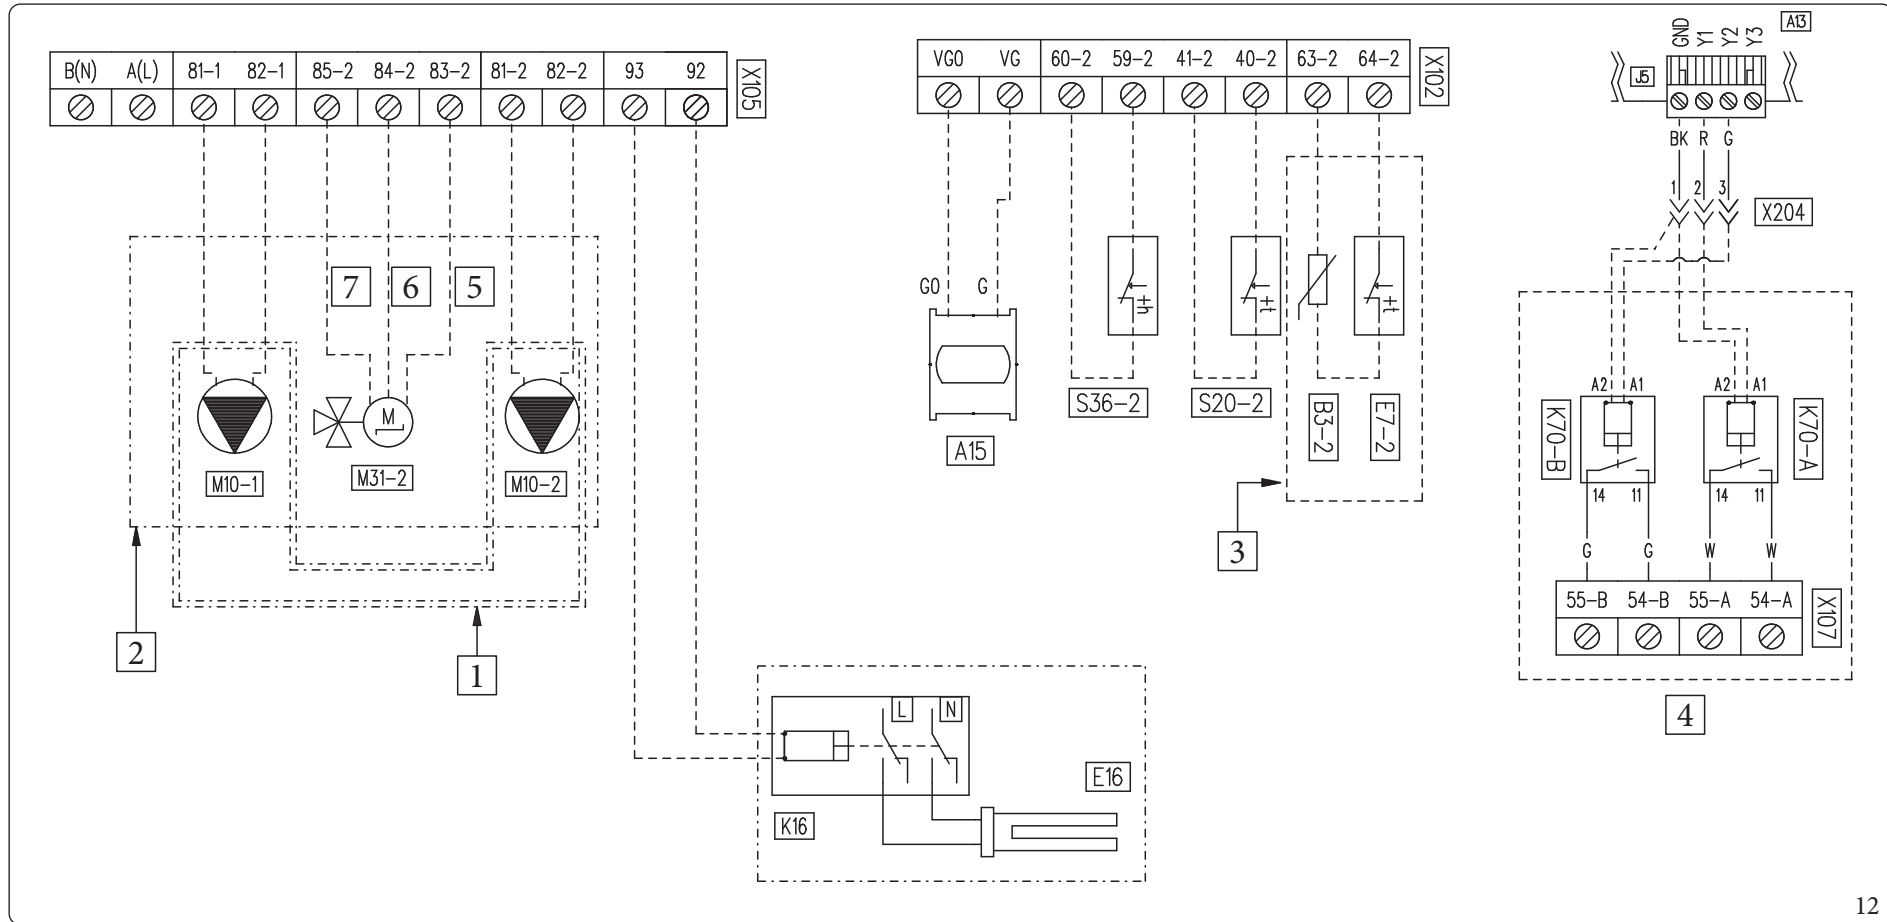 B(N) A(L) 81-1 82-1 85-2 84-2 83-2 81-2 82-2 93 92
X105
VG0 VG 60-2 59-2 41-2 40-2 63-2 64-2
X102
A13
GND Y1 Y2 Y3
J5
BK R G
1 2 3
X204
7 6 5
G0 G
th
tt
tt
M
M10-1
M31-2
M10-2
A15
S36-2
S20-2
B3-2
E7-2
3
A2 A1
A2 A1
K70-B
K70-A
14 11
14 11
G G W W
55-B 54-B 55-A 54-A
X107
4
2
1
L N
E16
K16
12